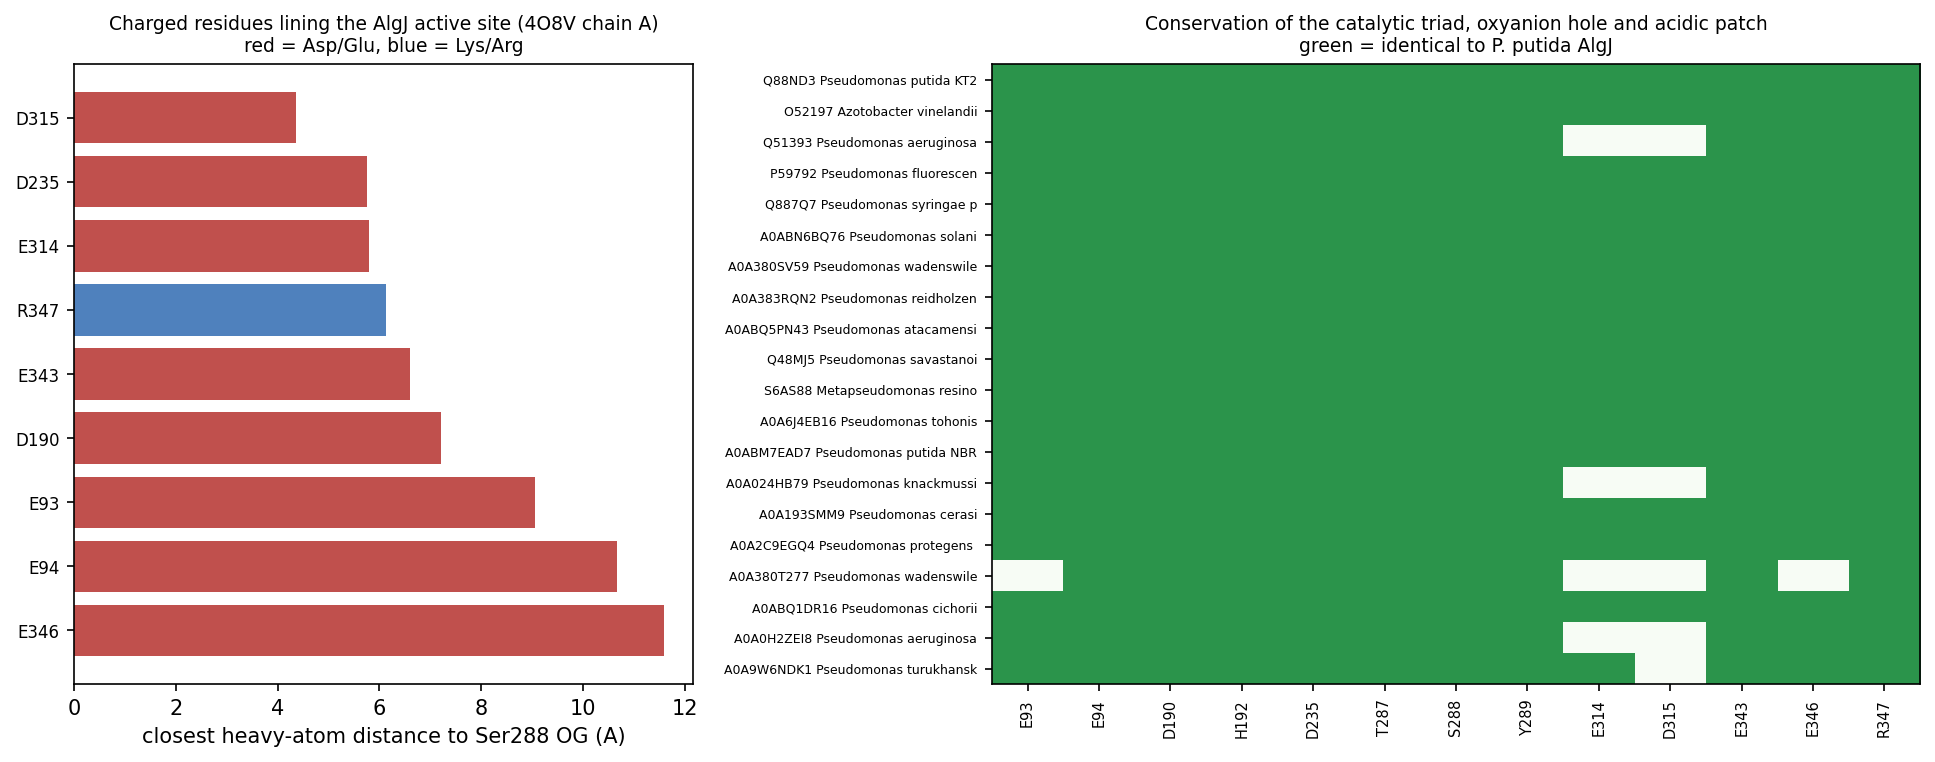 Charged residues lining the AlgJ active site (4O8V chain A)
red = Asp/Glu, blue = Lys/Arg
D315
D235
E314
R347
E343
D190
E93
E94
E346
0 2 4 6 8 10 12
closest heavy-atom distance to Ser288 OG (A)
Conservation of the catalytic triad, oxyanion hole and acidic patch
green = identical to P. putida AlgJ
Q88ND3 Pseudomonas putida KT2
O52197 Azotobacter vinelandii
Q51393 Pseudomonas aeruginosa
P59792 Pseudomonas fluorescen
Q887Q7 Pseudomonas syringae p
A0ABN6BQ76 Pseudomonas solani
A0A380SV59 Pseudomonas wadenswile
A0A383RQN2 Pseudomonas reidholzen
A0ABQ5PN43 Pseudomonas atacamensi
Q48MJ5 Pseudomonas savastanoi
S6AS88 Metapseudomonas resino
A0A6J4EB16 Pseudomonas tohonis
A0ABM7EAD7 Pseudomonas putida NBR
A0A024HB79 Pseudomonas knackmussi
A0A193SMM9 Pseudomonas cerasi
A0A2C9EGQ4 Pseudomonas protegens
A0A380T277 Pseudomonas wadenswile
A0ABQ1DR16 Pseudomonas cichorii
A0A0H2ZEI8 Pseudomonas aeruginosa
A0A9W6NDK1 Pseudomonas turukhansk
E93 E94 D190 H192 D235 T287 S288 Y289 E314 D315 E343 E346 R347